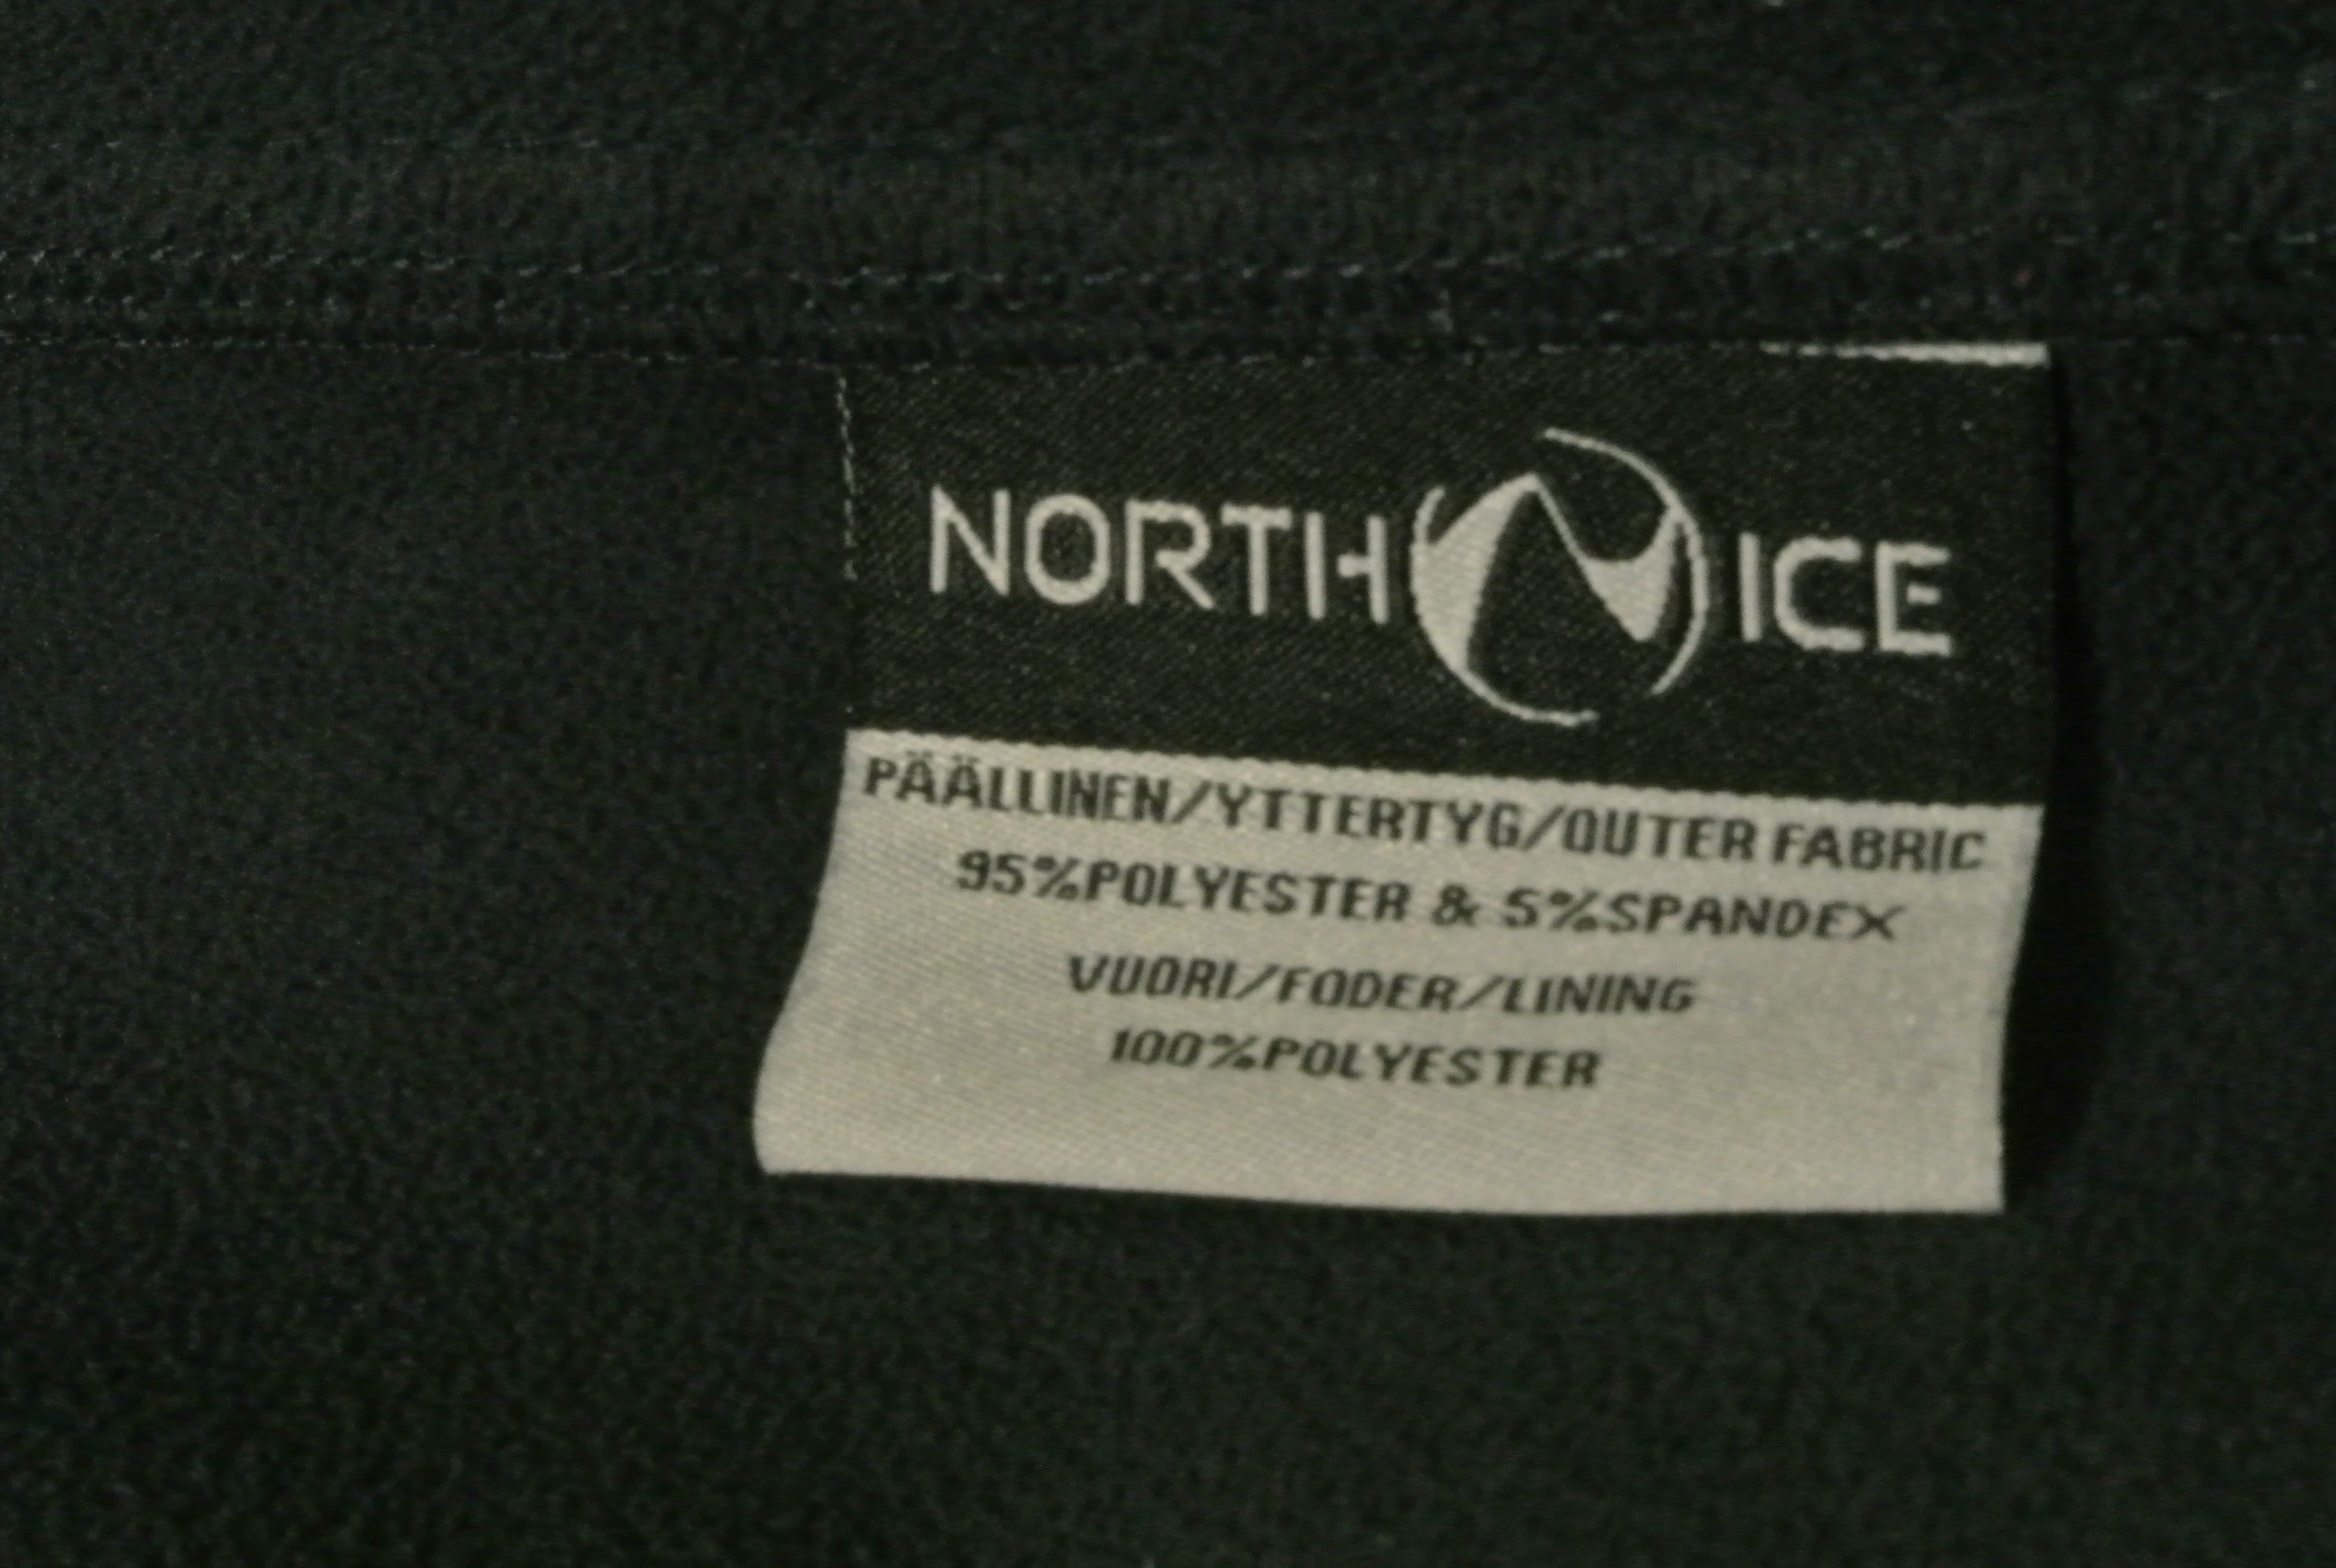 NORTH N ICE
PÄÄLLINEN/YTTERTYG/OUTER FABRIC
95%POLYESTER & 5%SPANDEX
VUORI/FODER/LINING
100%POLYESTER